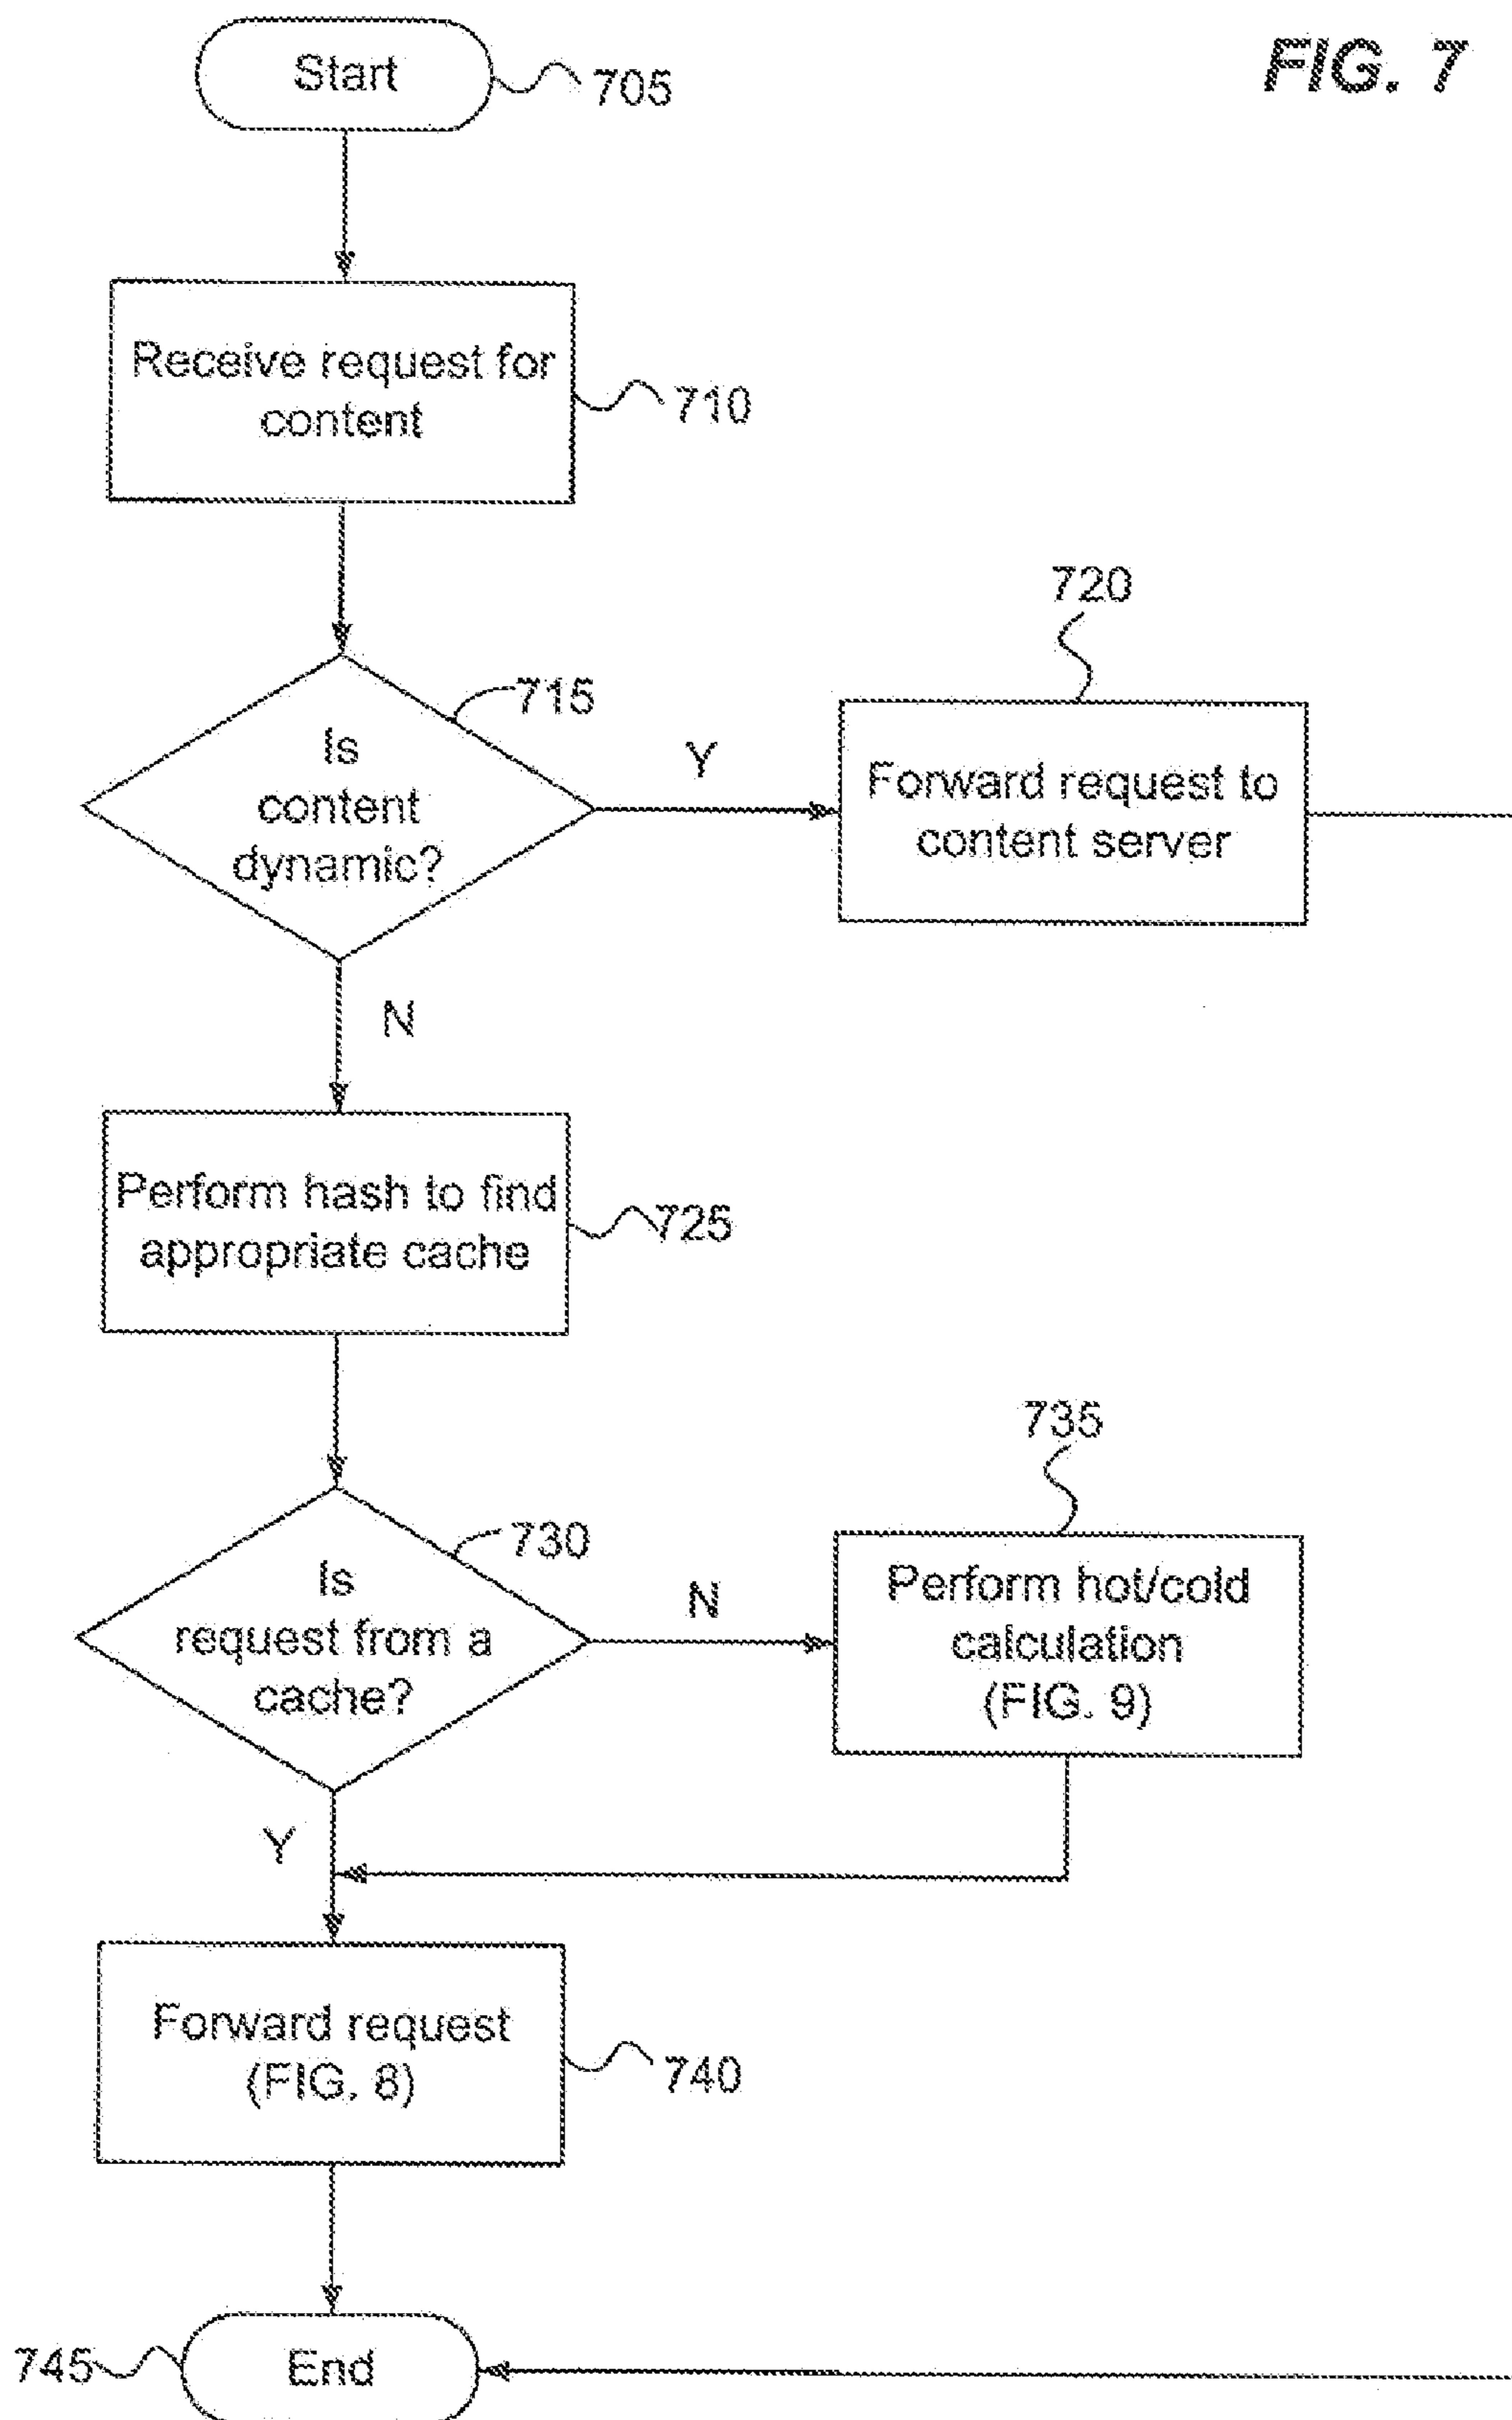 FIG. 7
Start
705
Receive request for
content
710
Is
content
dynamic?
715
Y
720
Forward request to
content server
N
Perform hash to find
appropriate cache
725
Is
request from a
cache?
730
N
735
Perform hot/cold
calculation
(FIG. 9)
Y
Forward request
(FIG. 8)
740
End
745